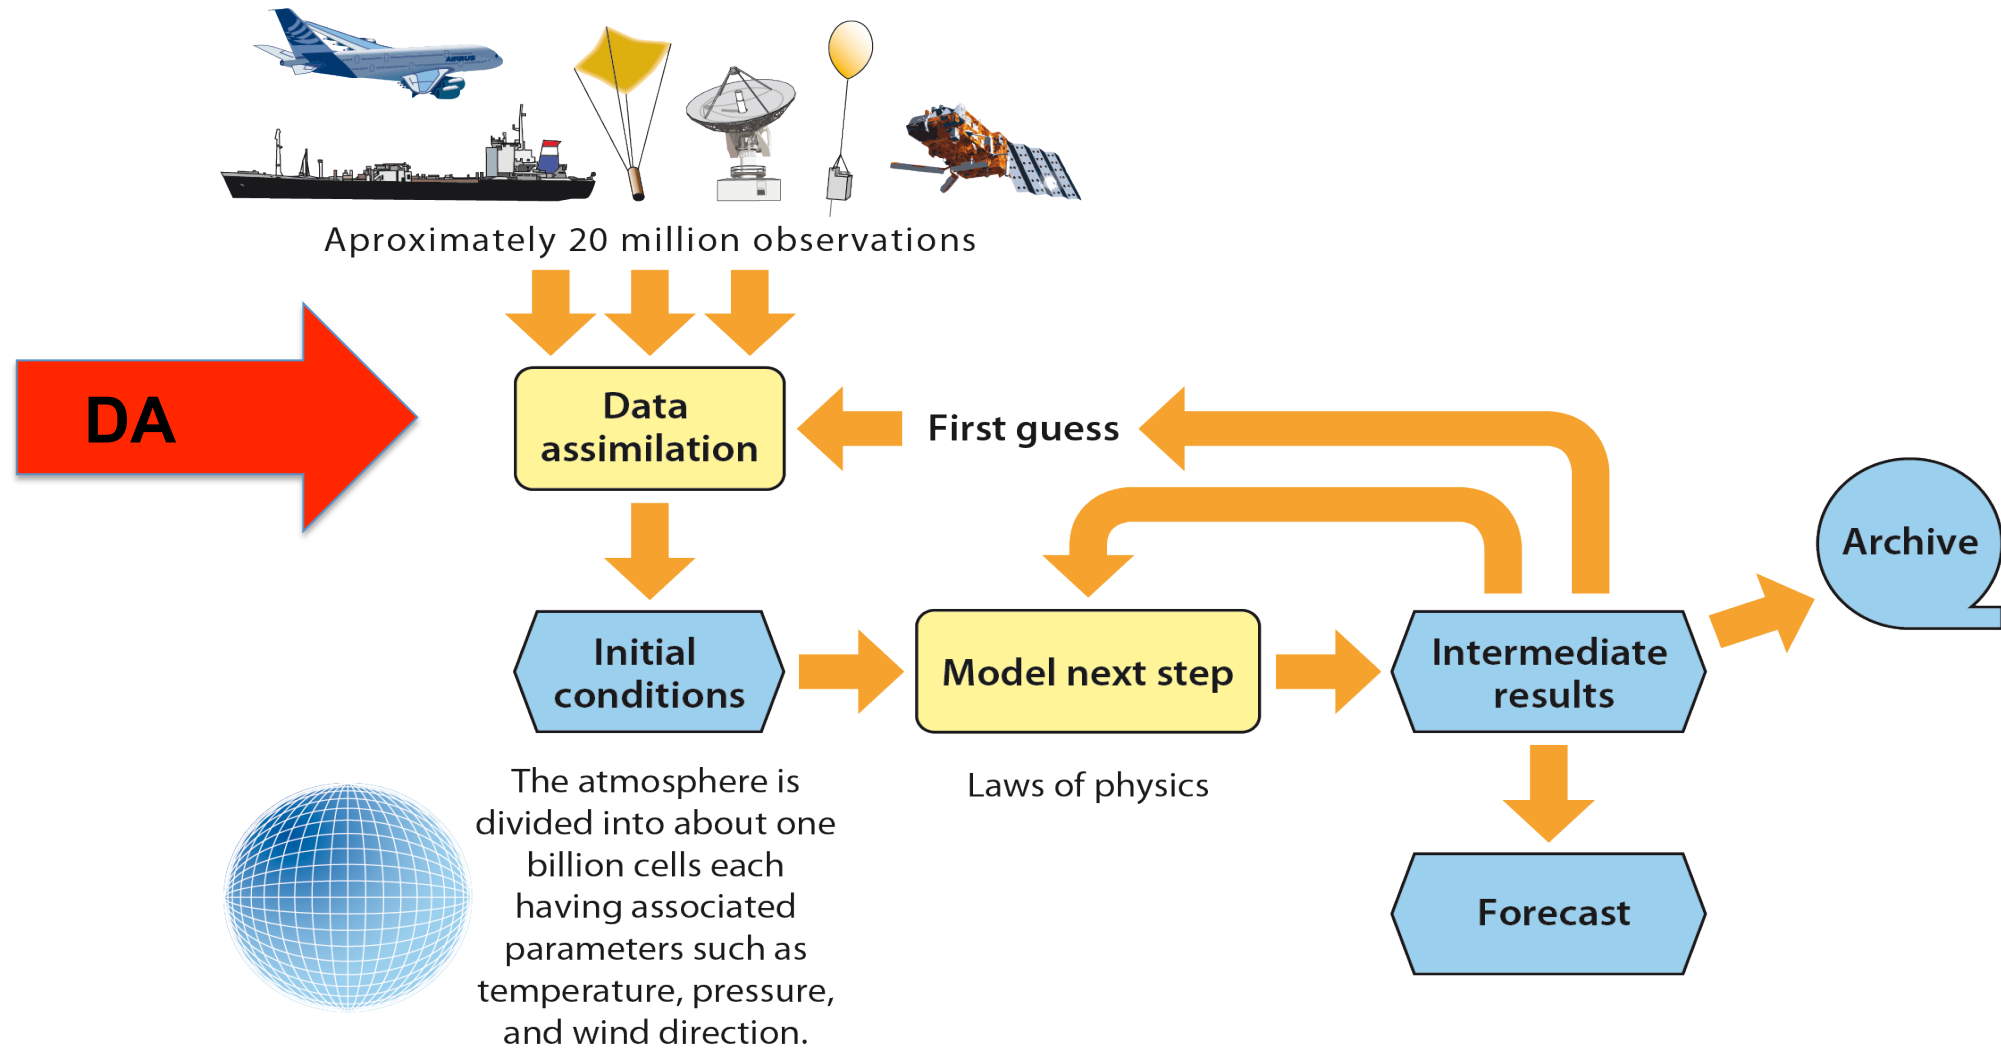 AIRBUS
Aproximately 20 million observations
DA
Data
assimilation
First guess
Archive
Initial
conditions
Model next step
Intermediate
results
The atmosphere is
divided into about one
billion cells each
having associated
parameters such as
temperature, pressure,
and wind direction.
Laws of physics
Forecast